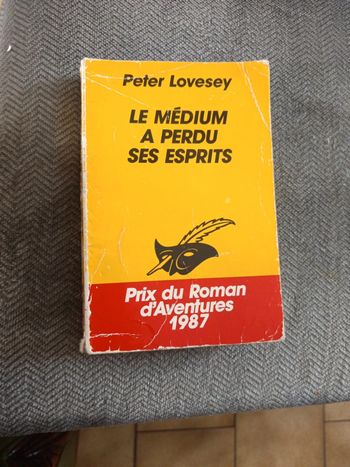 Peter Lovesey
LE MÉDIUM
A PERDU
SES ESPRITS
Prix du Roman
d'Aventures
1987